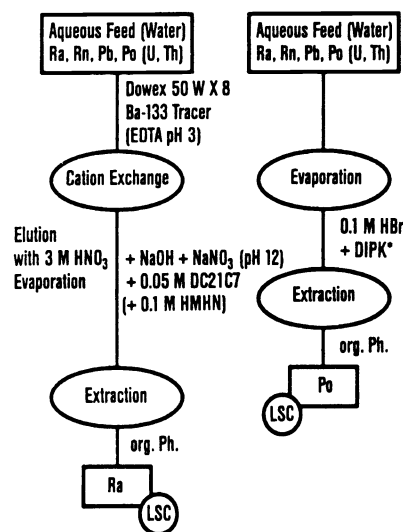 Aqueous Feed (Water)
Ra, Rn, Pb, Po (U, Th)
Dowex 50 W X 8
Ba-133 Tracer
(EDTA pH 3)
Cation Exchange
Elution
with 3 M HNO₃
Evaporation
+ NaOH + NaNO₃ (pH 12)
+ 0.05 M DC21C7
(+ 0.1 M HMHN)
Extraction
org. Ph.
Ra
LSC
Aqueous Feed (Water)
Ra, Rn, Pb, Po (U, Th)
Evaporation
0.1 M HBr
+ DIPK*
Extraction
org. Ph.
Po
LSC